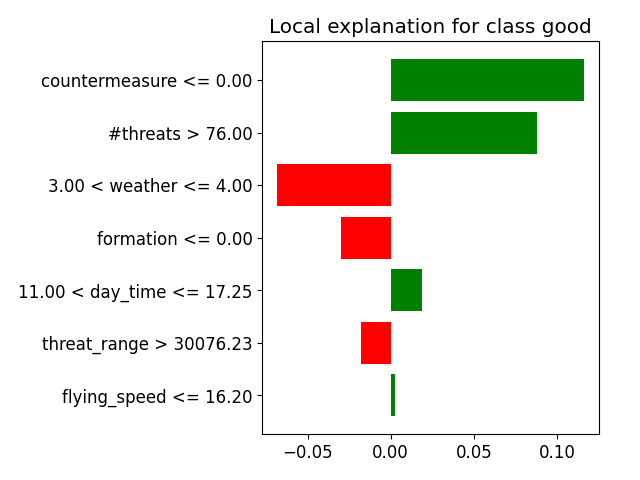 Local explanation for class good
countermeasure <= 0.00
#threats > 76.00
3.00 < weather <= 4.00
formation <= 0.00
11.00 < day_time <= 17.25
threat_range > 30076.23
flying_speed <= 16.20
−0.05 0.00 0.05 0.10